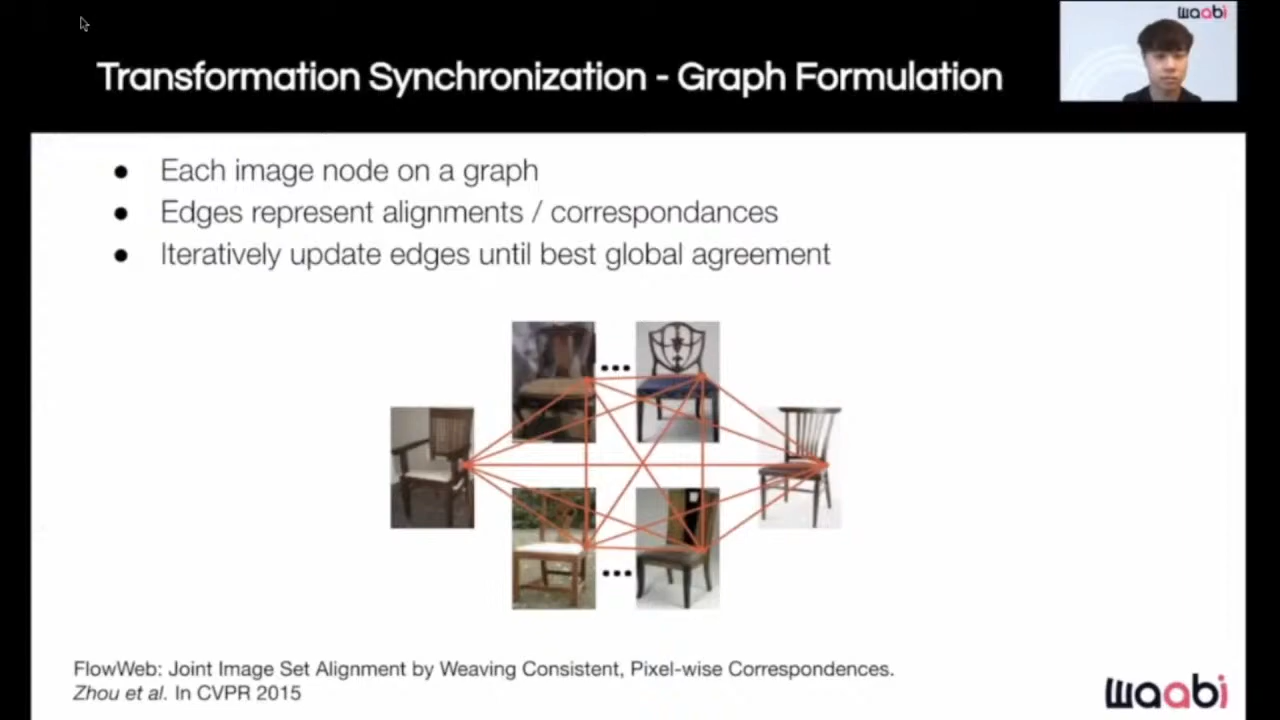 waabi
Transformation Synchronization - Graph Formulation
● Each image node on a graph
● Edges represent alignments / correspondances
● Iteratively update edges until best global agreement
...
...
FlowWeb: Joint Image Set Alignment by Weaving Consistent, Pixel-wise Correspondences.
Zhou et al. In CVPR 2015
waabi